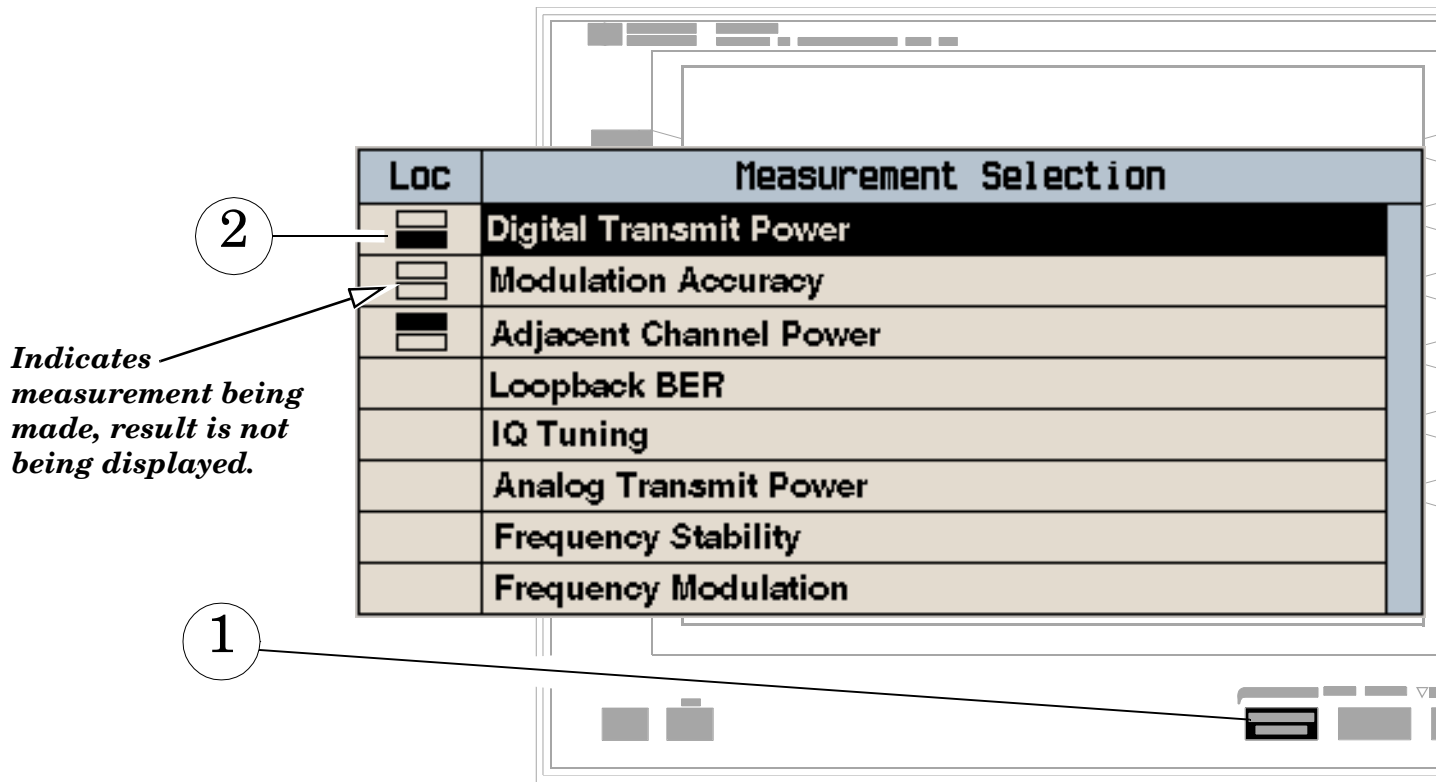 Loc
Measurement Selection
2
Digital Transmit Power
Modulation Accuracy
Adjacent Channel Power
Indicates
measurement being
made, result is not
being displayed.
Loopback BER
IQ Tuning
Analog Transmit Power
Frequency Stability
Frequency Modulation
1